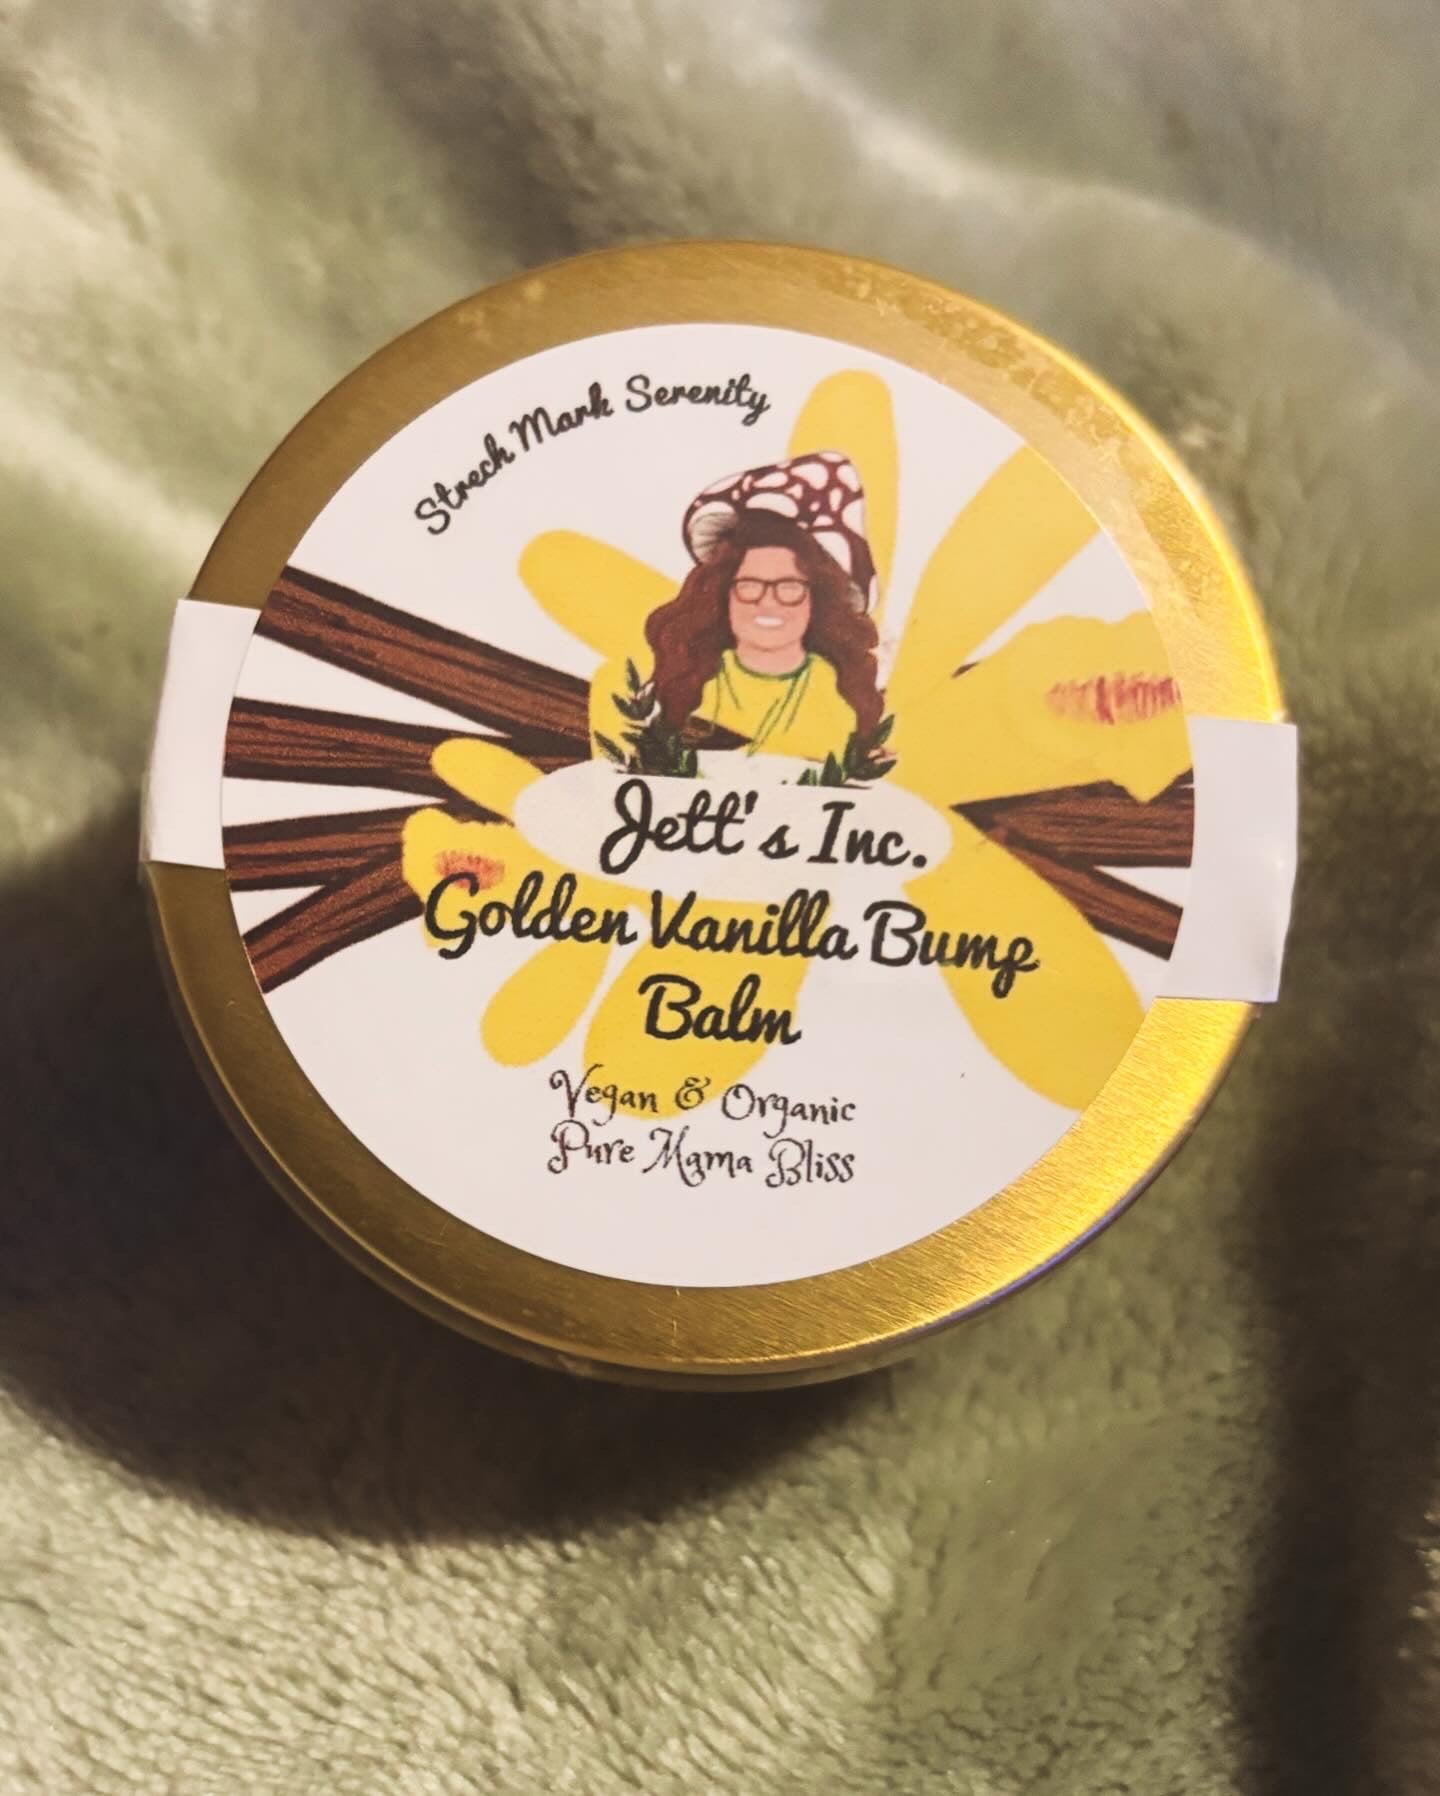 Strech Mark Serenity
Jett's Inc.
Golden Vanilla Bump
Balm
Vegan & Organic
Pure Mama Bliss